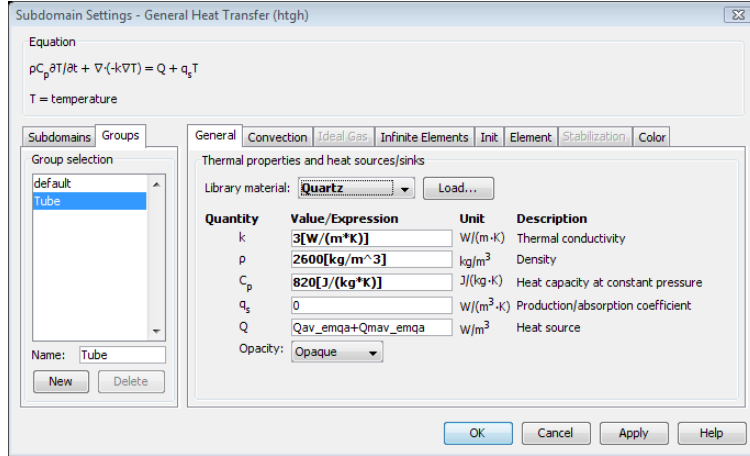 Subdomain Settings - General Heat Transfer (htgh)
Equation
ρCp∂T/∂t + ∇·(-k∇T) = Q + qsT
T = temperature
Subdomains Groups
Group selection
default
Tube
Name: Tube
New Delete
General Convection Ideal Gas Infinite Elements Init Element Stabilization Color
Thermal properties and heat sources/sinks
Library material: Quartz Load...
Quantity Value/Expression Unit Description
k 3[W/(m*K)] W/(m·K) Thermal conductivity
ρ 2600[kg/m^3] kg/m³ Density
Cp 820[J/(kg*K)] J/(kg·K) Heat capacity at constant pressure
qs 0 W/(m³·K) Production/absorption coefficient
Q Qav_emqa+Qmav_emqa W/m³ Heat source
Opacity: Opaque
OK Cancel Apply Help